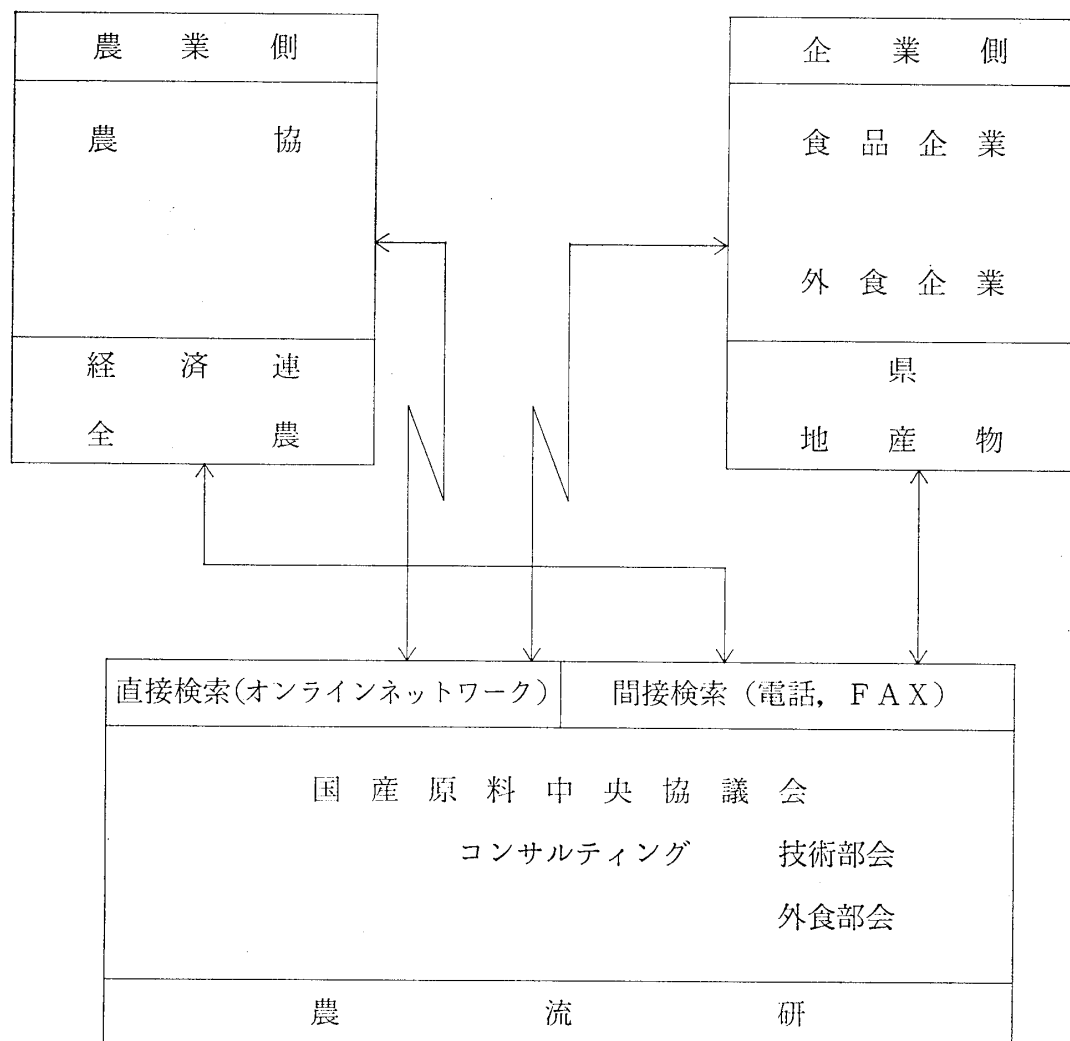 農業側
農協
経済連
全農
企業側
食品企業
外食企業
県
地産物
直接検索(オンラインネットワーク)
間接検索(電話，ＦＡＸ)
国産原料中央協議会
コンサルティング 技術部会
外食部会
農流研